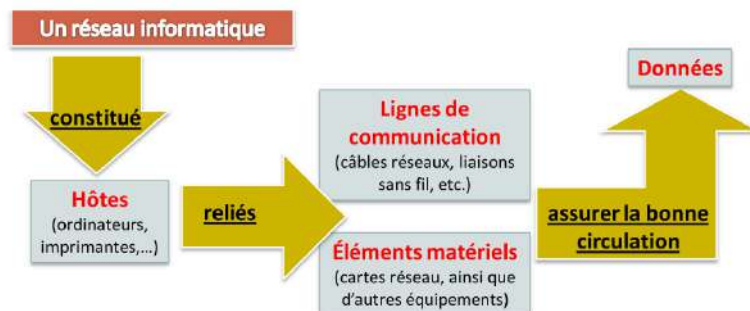 Un réseau informatique
constitué
Hôtes
(ordinateurs,
imprimantes,...)
reliés
Lignes de
communication
(câbles réseaux, liaisons
sans fil, etc.)
Éléments matériels
(cartes réseau, ainsi que
d'autres équipements)
assurer la bonne
circulation
Données